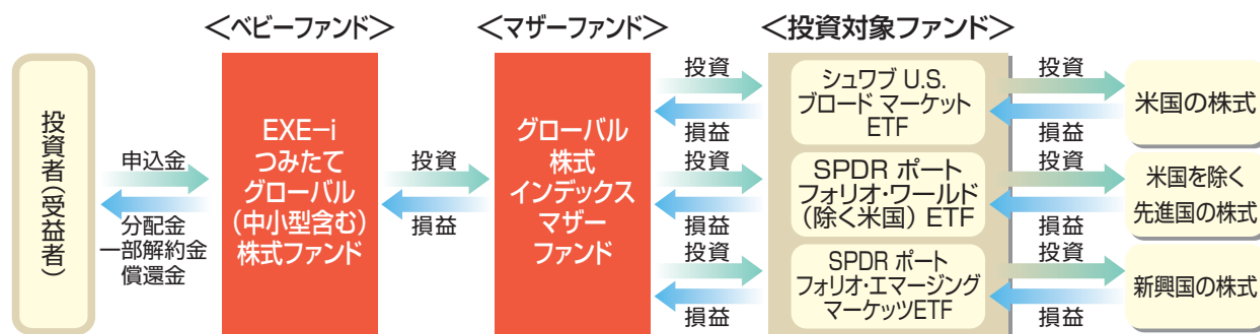 ＜ベビーファンド＞
＜マザーファンド＞
＜投資対象ファンド＞
投資者（受益者）
申込金
分配金
一部解約金
償還金
EXE−i
つみたて
グローバル
（中小型含む）
株式ファンド
投資
損益
グローバル
株式
インデックス
マザー
ファンド
投資
損益
投資
損益
投資
損益
シュワブ U.S.
ブロード マーケット
ETF
SPDR ポート
フォリオ・ワールド
（除く米国） ETF
SPDR ポート
フォリオ・エマージング
マーケッツETF
投資
損益
投資
損益
投資
損益
米国の株式
米国を除く
先進国の株式
新興国の株式